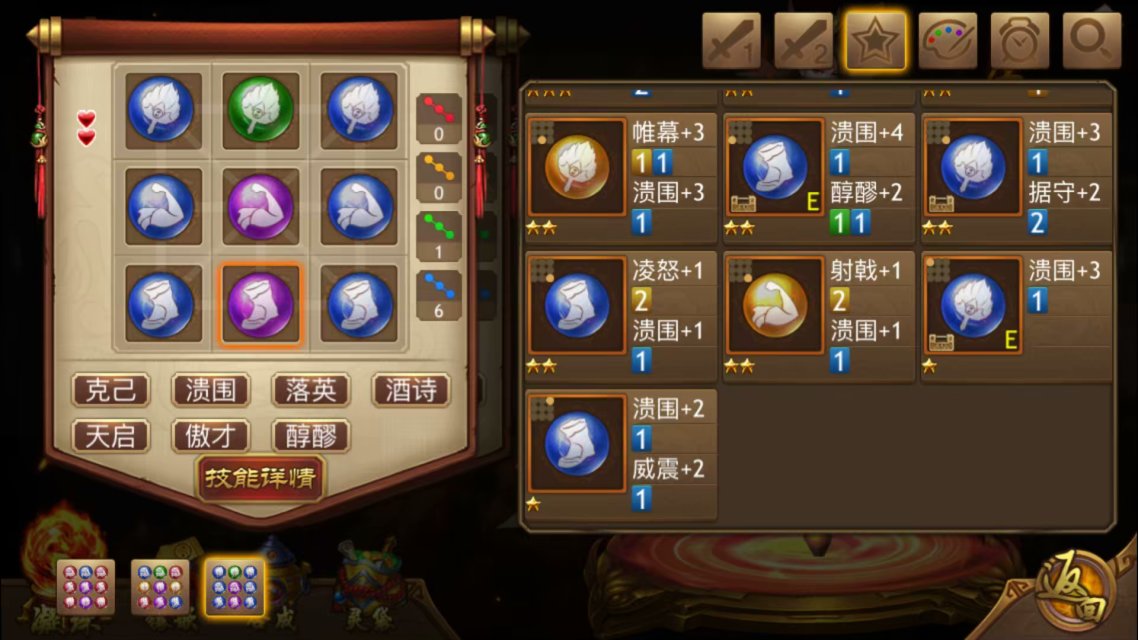 1
2
0
0
1
6
克己
溃围
落英
酒诗
天启
傲才
醇醪
技能详情
帷幕+3
1 1
溃围+3
1
溃围+4
1
醇醪+2
1 1
E
溃围+3
1
据守+2
2
凌怒+1
2
溃围+1
1
射戟+1
2
溃围+1
1
溃围+3
1
E
溃围+2
1
威震+2
1
返回